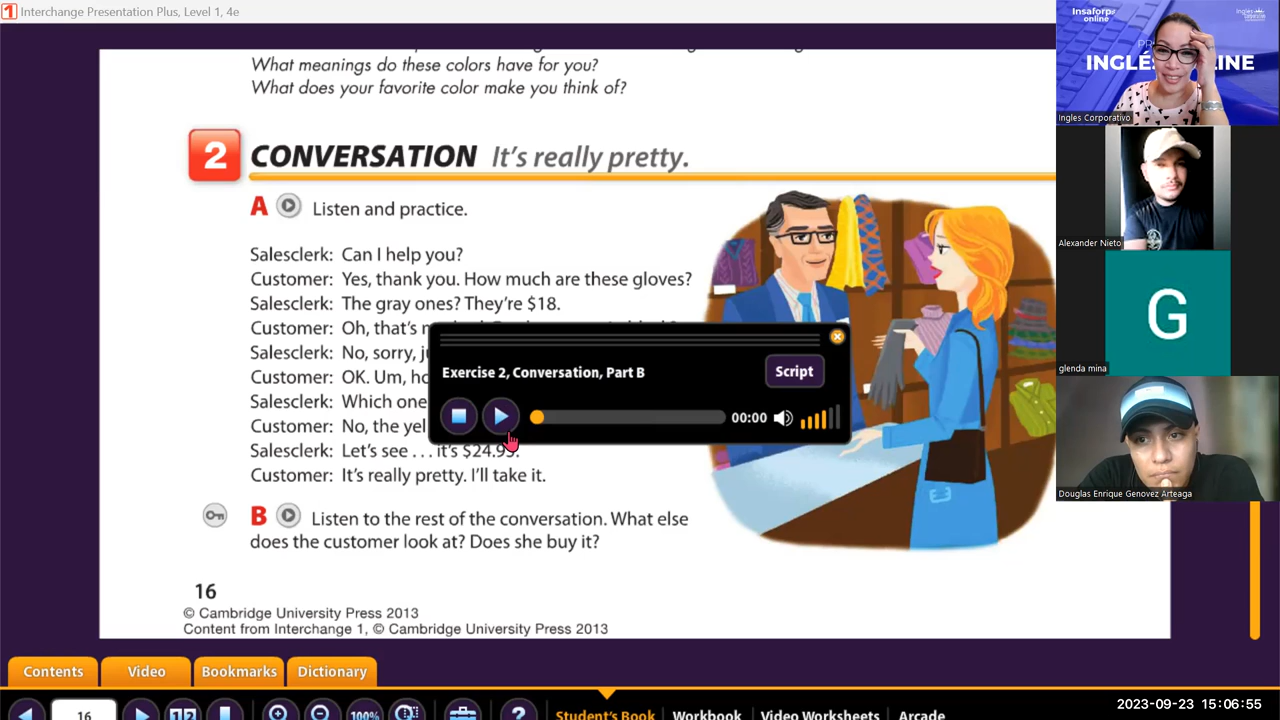 Interchange Presentation Plus, Level 1, 4e
What meanings do these colors have for you?
What does your favorite color make you think of?
2 CONVERSATION It's really pretty.
A Listen and practice.
Salesclerk: Can I help you?
Customer: Yes, thank you. How much are these gloves?
Salesclerk: The gray ones? They're $18.
Customer: Oh, that's
Salesclerk: No, sorry,
Customer: OK. Um,
Salesclerk: Which
Customer: No, the
Salesclerk: Let's see . . . it's $24.95.
Customer: It's really pretty. I'll take it.
Exercise 2, Conversation, Part B
Script
00:00
B Listen to the rest of the conversation. What else
does the customer look at? Does she buy it?
16
© Cambridge University Press 2013
Content from Interchange 1, © Cambridge University Press 2013
Contents Video Bookmarks Dictionary
16 1 2 100% ?
Student's Book Workbook Video Worksheets Arcade
Insaforp
online
INGLÉS ONLINE
Ingles Corporativo
Alexander Nieto
G
glenda mina
Douglas Enrique Genovez Arteaga
2023-09-23 15:06:55